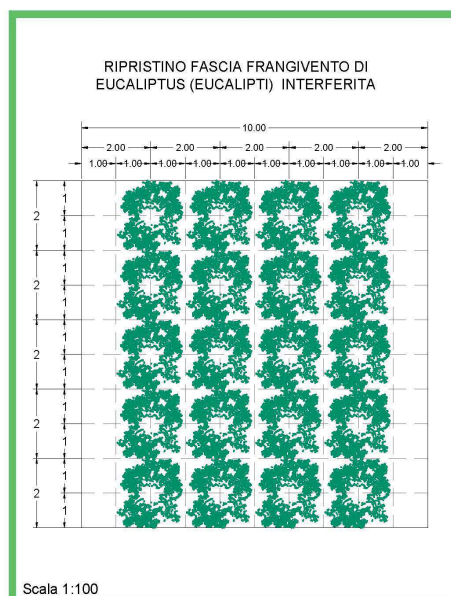 RIPRISTINO FASCIA FRANGIVENTO DI
EUCALIPTUS (EUCALIPTI) INTERFERITA
10.00
2.00 2.00 2.00 2.00 2.00
1.00 1.00 1.00 1.00 1.00 1.00 1.00 1.00 1.00 1.00
2 1
1
2 1
1
2 1
1
2 1
1
2 1
1
Scala 1:100